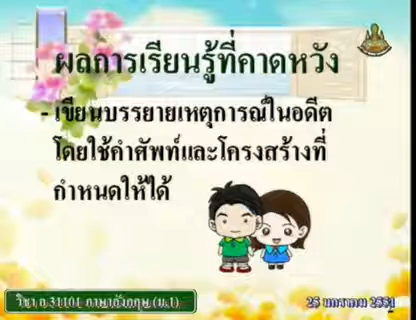 ผลการเรียนรู้ที่คาดหวัง
- เขียนบรรยายเหตุการณ์ในอดีต
โดยใช้คำศัพท์และโครงสร้างที่
กำหนดให้ได้
วิชา อ 31101 ภาษาอังกฤษ (ม.1)
25 มกราคม 2551